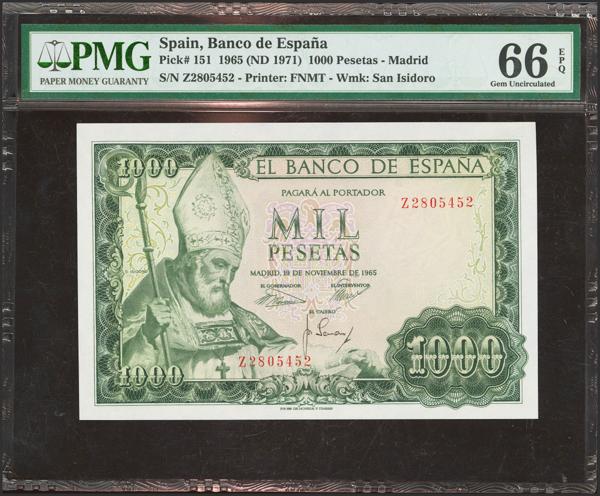 PMG
PAPER MONEY GUARANTY
Spain, Banco de España
Pick# 151 1965 (ND 1971) 1000 Pesetas - Madrid
S/N Z2805452 - Printer: FNMT - Wmk: San Isidoro
66 EPQ
Gem Uncirculated
1000
EL BANCO DE ESPAÑA
PAGARÁ AL PORTADOR
Z2805452
MIL
PESETAS
MADRID, 19 DE NOVIEMBRE DE 1965
S. ISIDORO
EL GOBERNADOR
EL INTERVENTOR
EL CAJERO
Z2805452
1000
1000